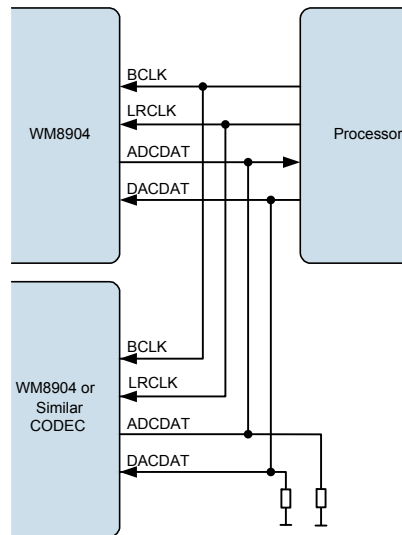 BCLK
LRCLK
WM8904
Processor
ADCDAT
DACDAT
BCLK
LRCLK
WM8904 or
Similar
CODEC
ADCDAT
DACDAT